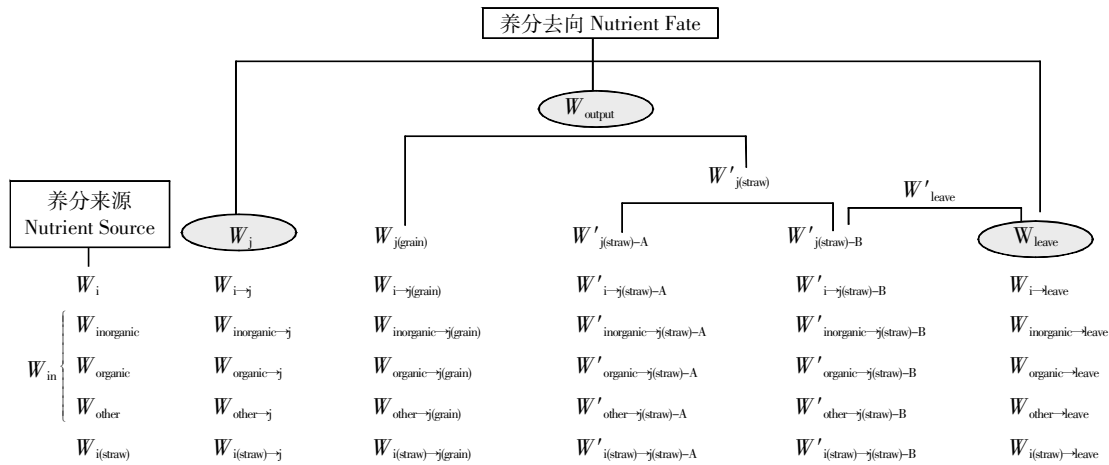 养分去向 Nutrient Fate
W_output
W'_j(straw)
W'_leave
养分来源
Nutrient Source
W_j W_j(grain) W'_j(straw)-A W'_j(straw)-B W_leave
W_i W_i→j W_i→j(grain) W'_i→j(straw)-A W'_i→j(straw)-B W_i→leave
W_inorganic W_inorganic→j W_inorganic→j(grain) W'_inorganic→j(straw)-A W'_inorganic→j(straw)-B W_inorganic→leave
W_in W_organic W_organic→j W_organic→j(grain) W'_organic→j(straw)-A W'_organic→j(straw)-B W_organic→leave
W_other W_other→j W_other→j(grain) W'_other→j(straw)-A W'_other→j(straw)-B W_other→leave
W_i(straw) W_i(straw)→j W_i(straw)→j(grain) W'_i(straw)→j(straw)-A W'_i(straw)→j(straw)-B W_i(straw)→leave